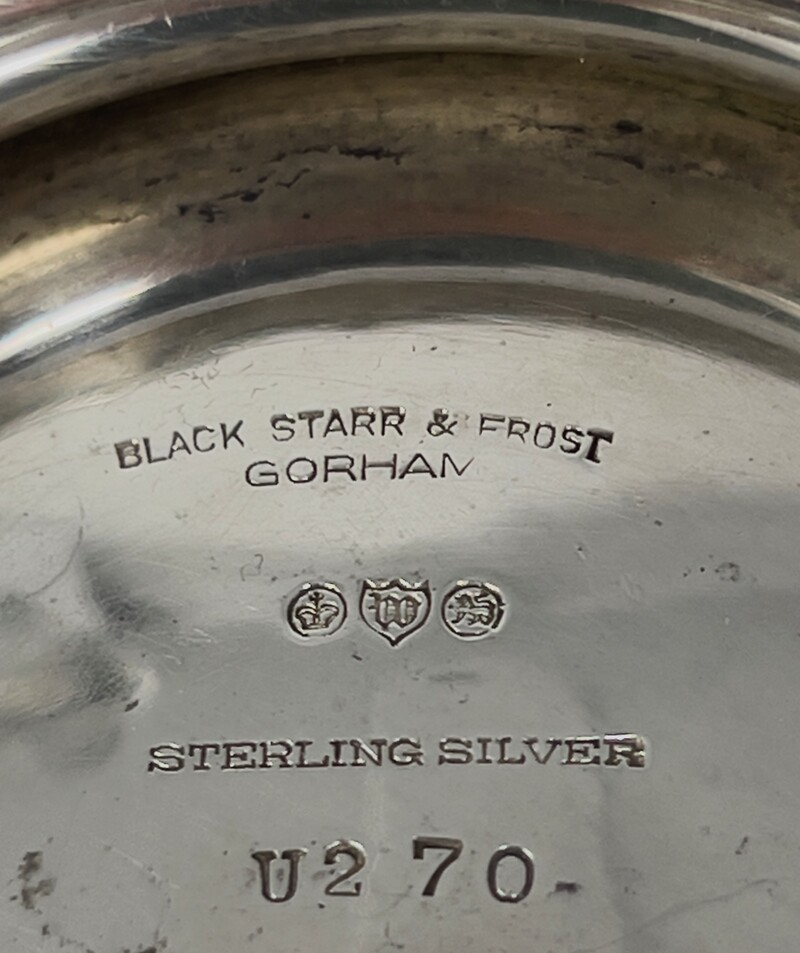 BLACK STARR & FROST
GORHAM
W
STERLING SILVER
U270